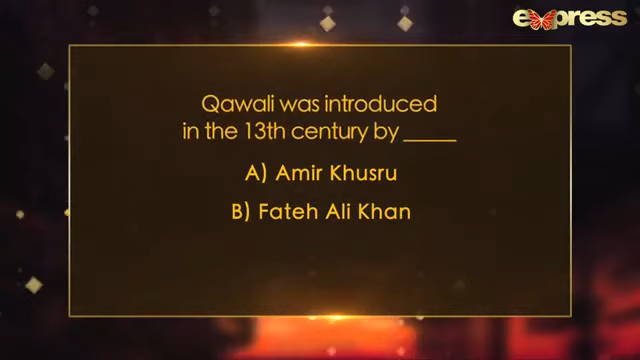 express
Qawali was introduced
in the 13th century by _____
A) Amir Khusru
B) Fateh Ali Khan